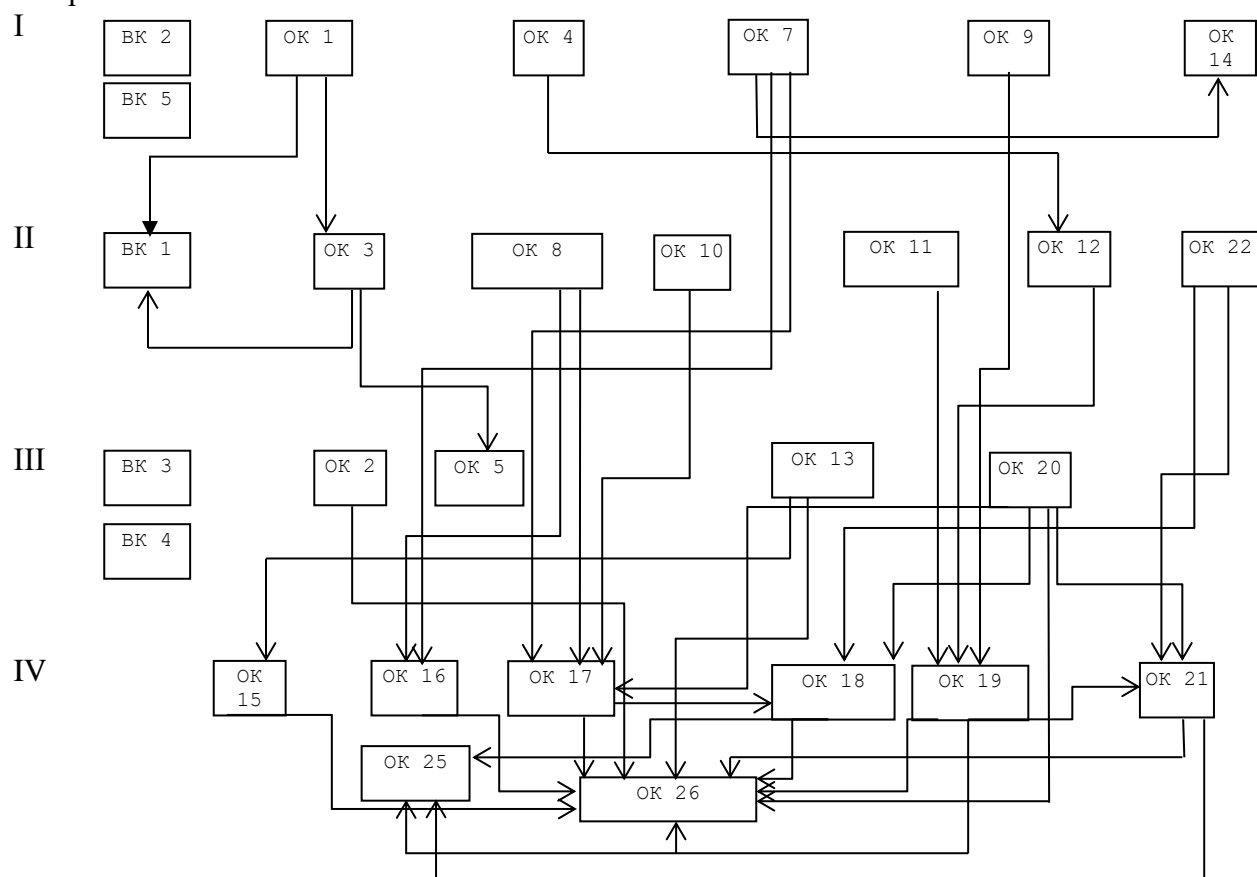 I
ВК 2
ОК 1
ОК 4
ОК 7
ОК 9
ОК
14
ВК 5
II
ВК 1
ОК 3
ОК 8
ОК 10
ОК 11
ОК 12
ОК 22
III
ВК 3
ОК 2
ОК 5
ОК 13
ОК 20
ВК 4
IV
ОК
15
ОК 16
ОК 17
ОК 18
ОК 19
ОК 21
ОК 25
ОК 26